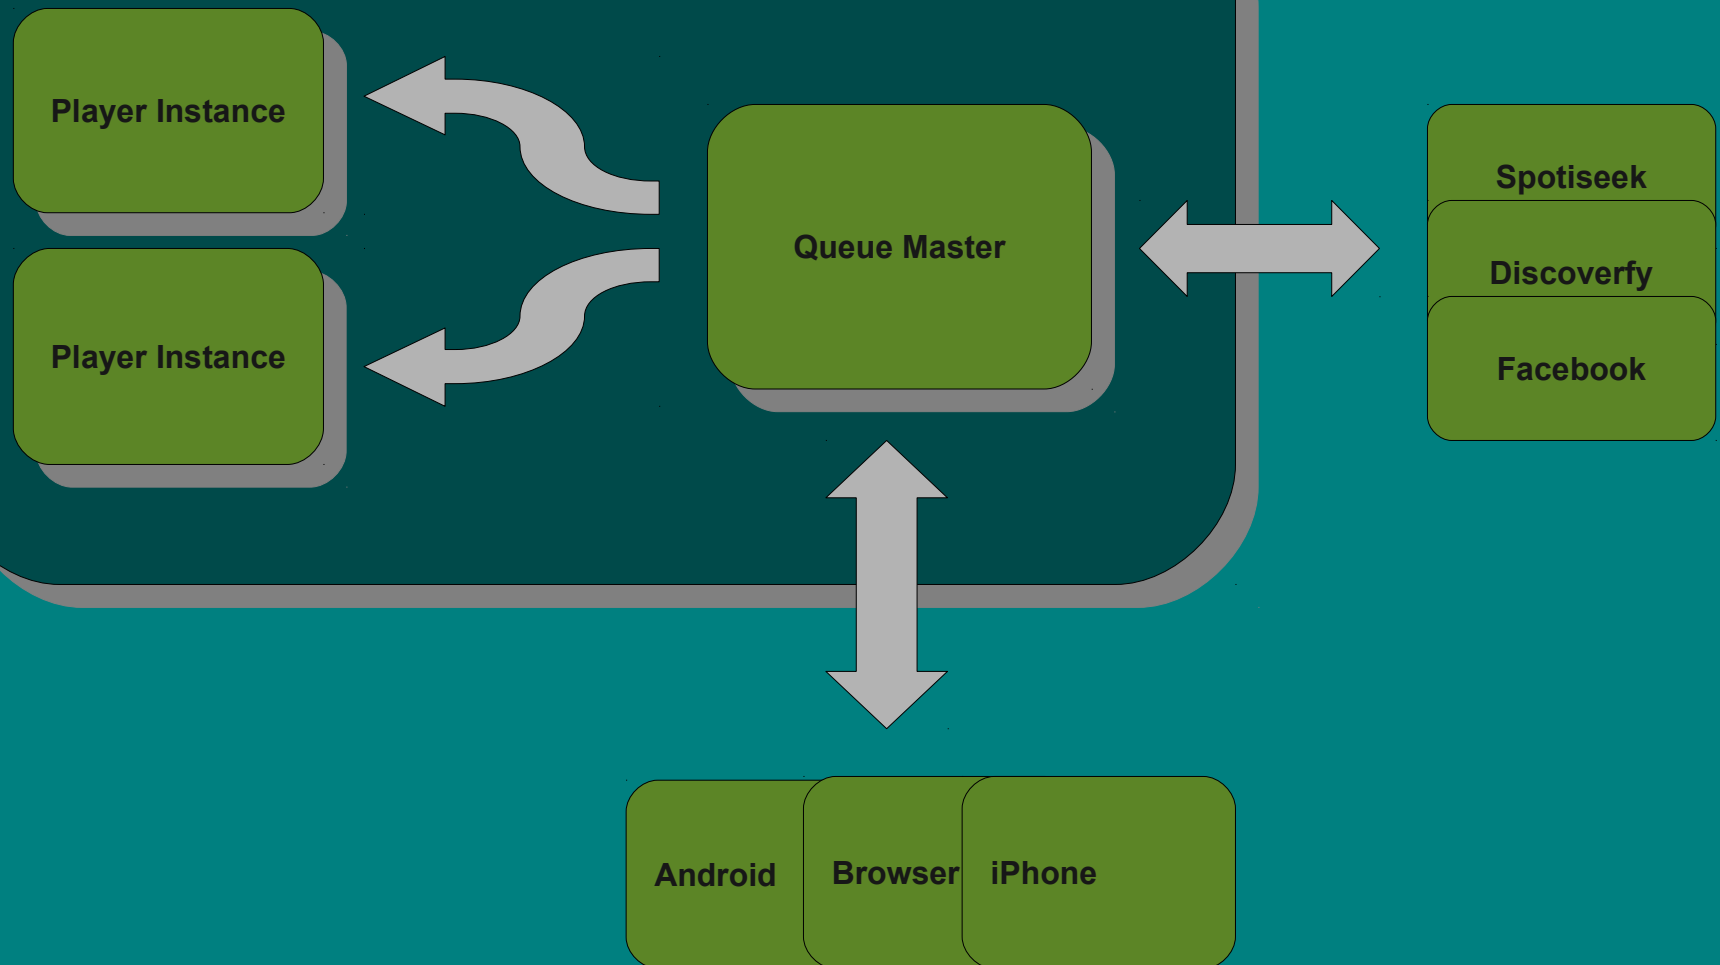 Player Instance
Player Instance
Queue Master
Spotiseek
Discoverfy
Facebook
Android
Browser
iPhone